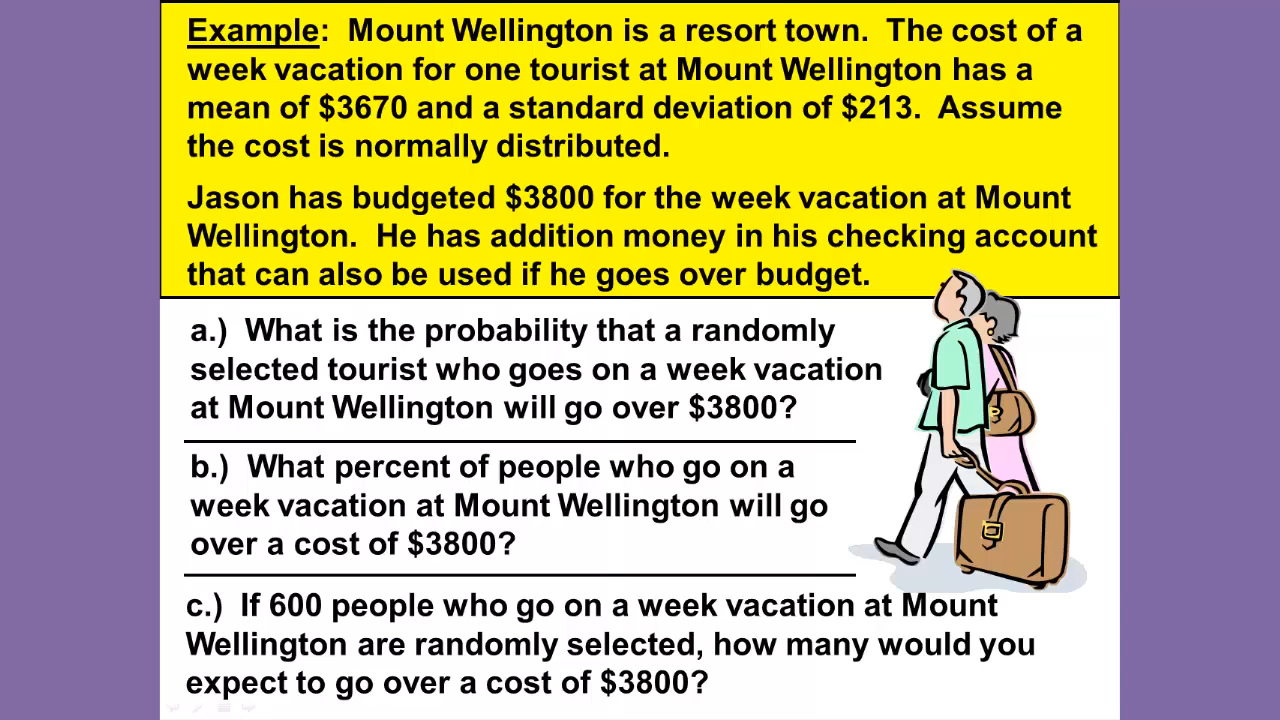 Example: Mount Wellington is a resort town. The cost of a
week vacation for one tourist at Mount Wellington has a
mean of $3670 and a standard deviation of $213. Assume
the cost is normally distributed.
Jason has budgeted $3800 for the week vacation at Mount
Wellington. He has addition money in his checking account
that can also be used if he goes over budget.
a.) What is the probability that a randomly
selected tourist who goes on a week vacation
at Mount Wellington will go over $3800?
b.) What percent of people who go on a
week vacation at Mount Wellington will go
over a cost of $3800?
c.) If 600 people who go on a week vacation at Mount
Wellington are randomly selected, how many would you
expect to go over a cost of $3800?